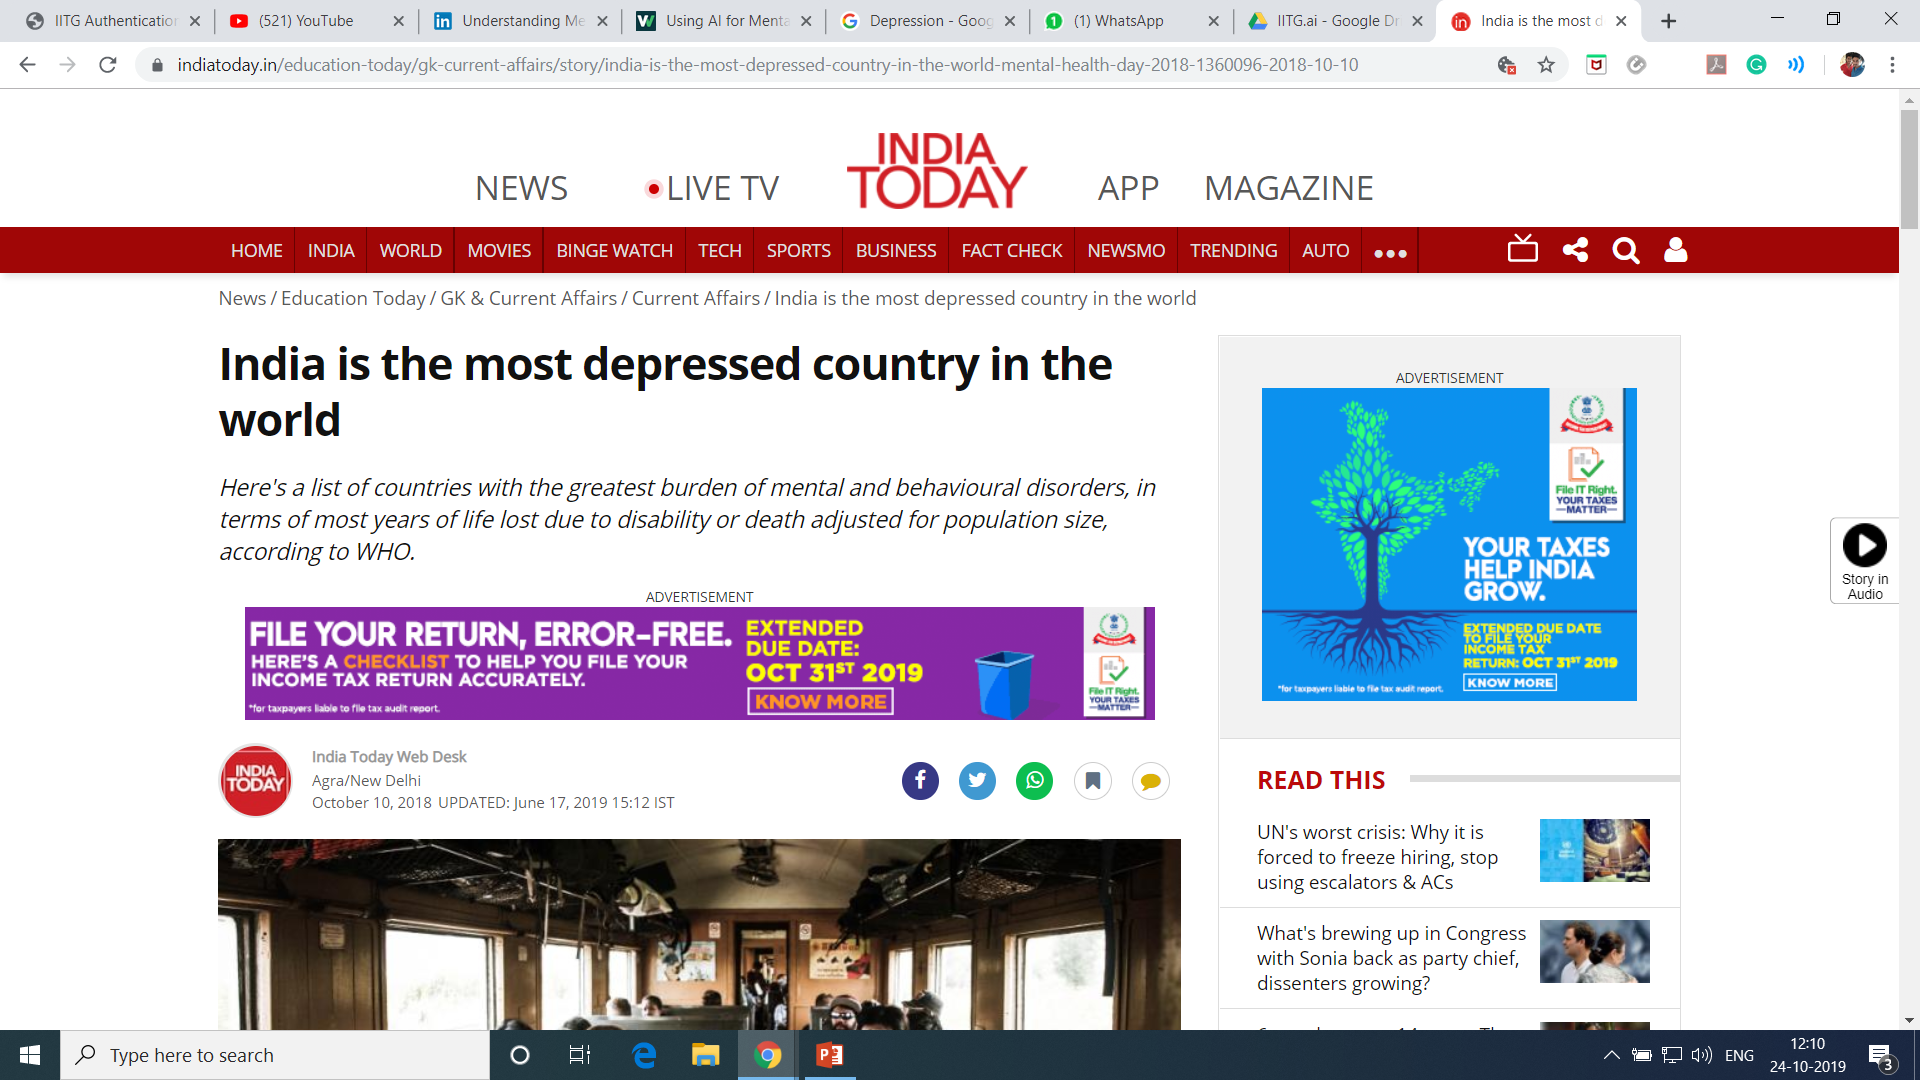 IITG Authentication
(521) YouTube
Understanding Me
Using AI for Menta
Depression - Goog
(1) WhatsApp
IITG.ai - Google Dr
India is the most d
indiatoday.in/education-today/gk-current-affairs/story/india-is-the-most-depressed-country-in-the-world-mental-health-day-2018-1360096-2018-10-10
NEWS
LIVE TV
INDIA
TODAY
APP
MAGAZINE
HOME
INDIA
WORLD
MOVIES
BINGE WATCH
TECH
SPORTS
BUSINESS
FACT CHECK
NEWSMO
TRENDING
AUTO
News / Education Today / GK & Current Affairs / Current Affairs / India is the most depressed country in the world
India is the most depressed country in the
world
Here's a list of countries with the greatest burden of mental and behavioural disorders, in
terms of most years of life lost due to disability or death adjusted for population size,
according to WHO.
ADVERTISEMENT
FILE YOUR RETURN, ERROR-FREE.
HERE'S A CHECKLIST TO HELP YOU FILE YOUR
INCOME TAX RETURN ACCURATELY.
*for taxpayers liable to file tax audit report.
EXTENDED
DUE DATE:
OCT 31ST 2019
KNOW MORE
File IT Right.
YOUR TAXES
MATTER
INDIA
TODAY
India Today Web Desk
Agra/New Delhi
October 10, 2018 UPDATED: June 17, 2019 15:12 IST
ADVERTISEMENT
File IT Right.
YOUR TAXES
MATTER
YOUR TAXES
HELP INDIA
GROW.
EXTENDED DUE DATE
TO FILE YOUR
INCOME TAX
RETURN: OCT 31ST 2019
KNOW MORE
*for taxpayers liable to file tax audit report.
Story in
Audio
READ THIS
UN's worst crisis: Why it is
forced to freeze hiring, stop
using escalators & ACs
What's brewing up in Congress
with Sonia back as party chief,
dissenters growing?
Type here to search
ENG
12:10
24-10-2019
3